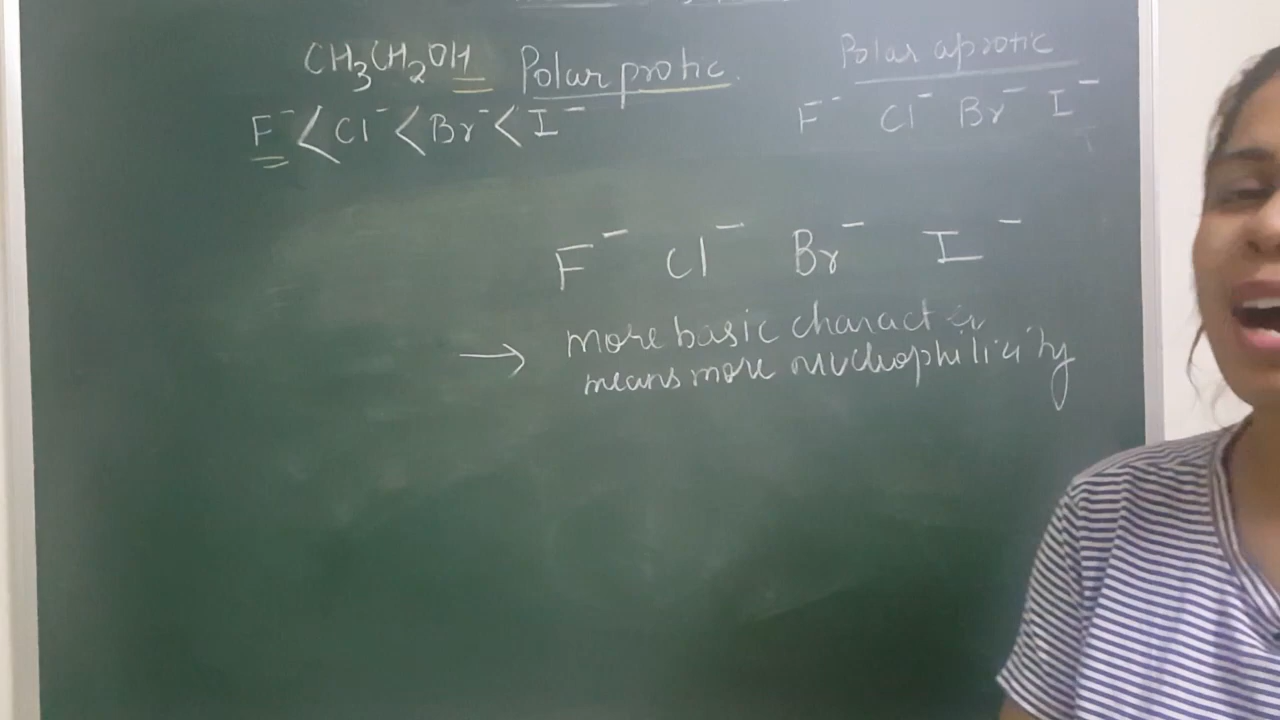 CH₃CH₂OH Polar protic.
F⁻ < Cl⁻ < Br⁻ < I⁻
Polar aprotic
F⁻ Cl⁻ Br⁻ I⁻
F⁻ Cl⁻ Br⁻ I⁻
→ more basic character
means more nucleophilicity